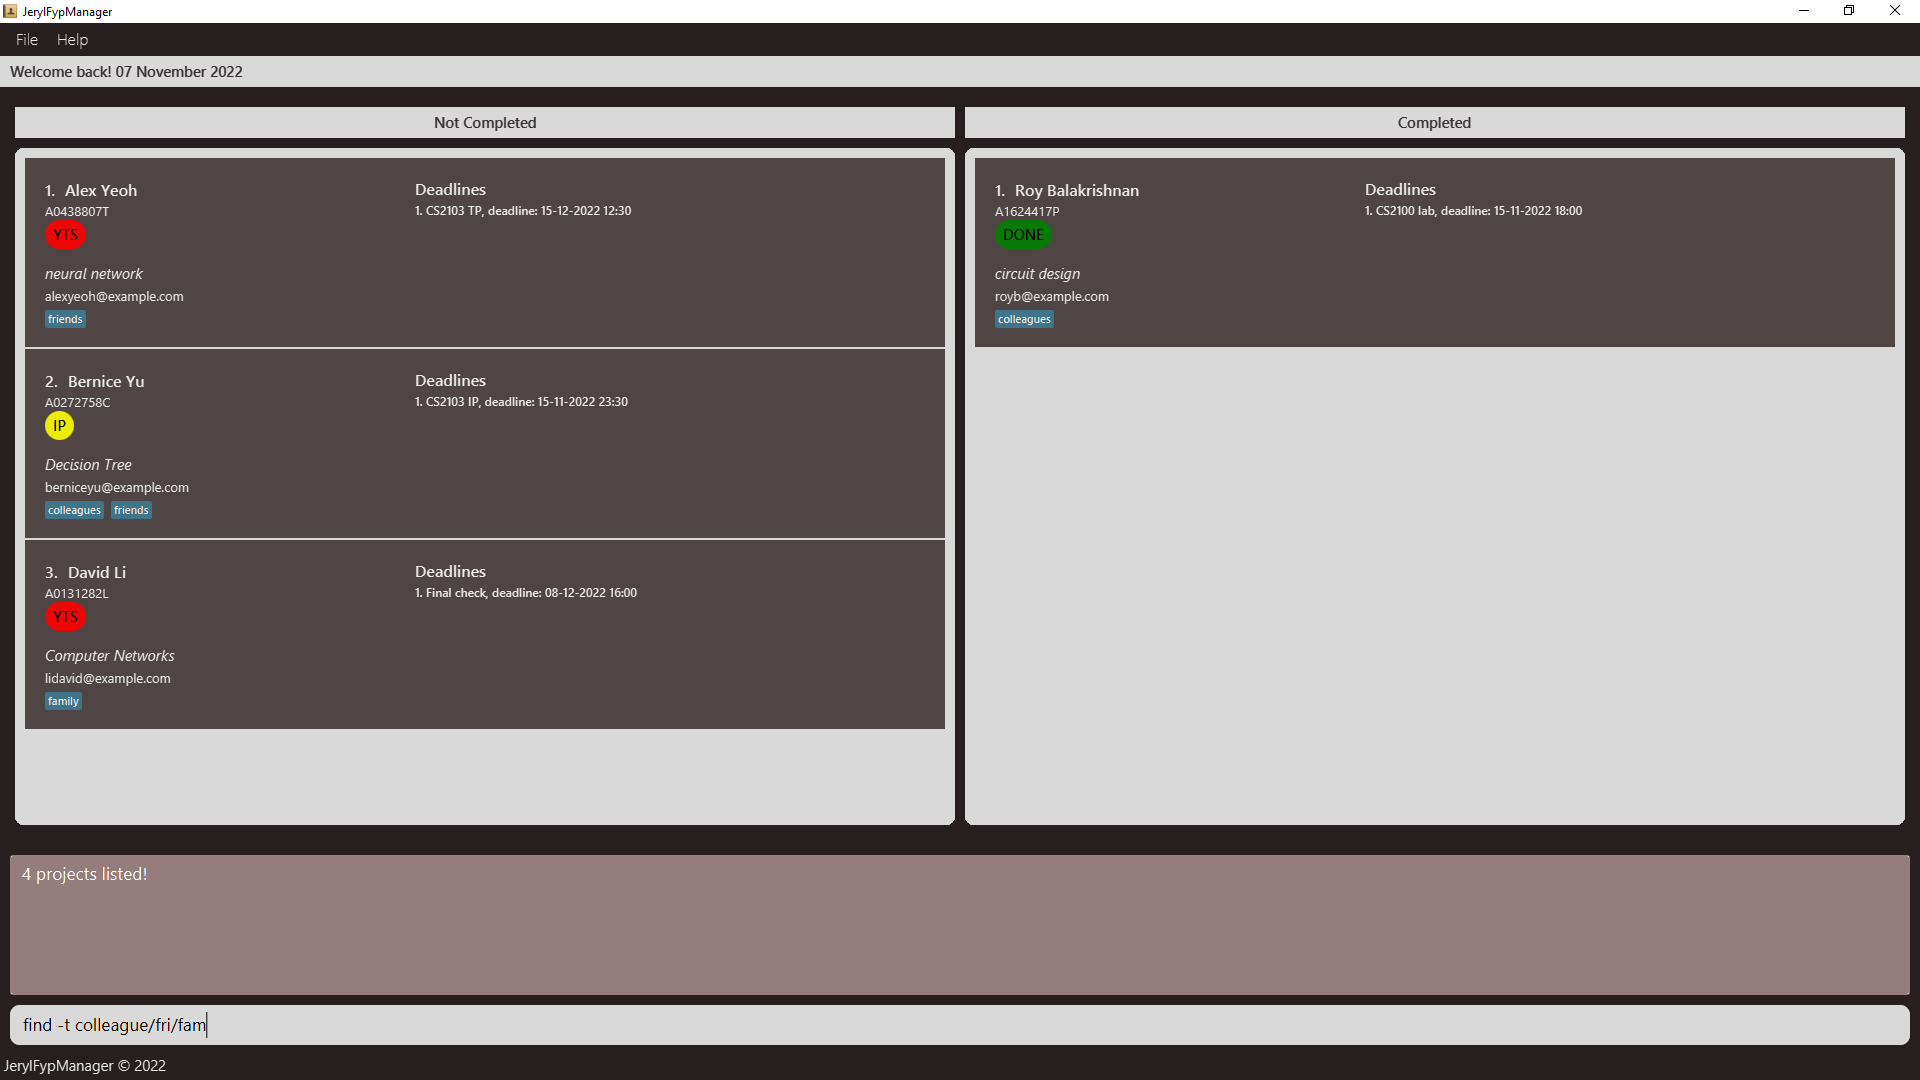 JerylFypManager
File Help
Welcome back! 07 November 2022
Not Completed
1. Alex Yeoh
A0438807T
YTS
neural network
alexyeoh@example.com
friends
Deadlines
1. CS2103 TP, deadline: 15-12-2022 12:30
2. Bernice Yu
A0272758C
IP
Decision Tree
berniceyu@example.com
colleagues friends
Deadlines
1. CS2103 IP, deadline: 15-11-2022 23:30
3. David Li
A0131282L
YTS
Computer Networks
lidavid@example.com
family
Deadlines
1. Final check, deadline: 08-12-2022 16:00
Completed
1. Roy Balakrishnan
A1624417P
DONE
circuit design
royb@example.com
colleagues
Deadlines
1. CS2100 lab, deadline: 15-11-2022 18:00
4 projects listed!
find -t colleague/fri/fam
JerylFypManager © 2022